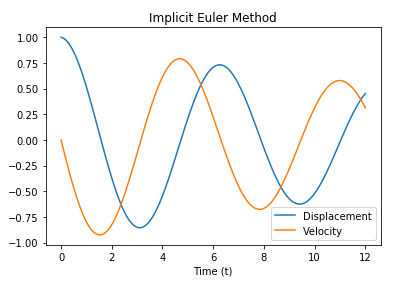 Implicit Euler Method
1.00
0.75
0.50
0.25
0.00
−0.25
−0.50
−0.75
−1.00
Displacement
Velocity
0 2 4 6 8 10 12
Time (t)